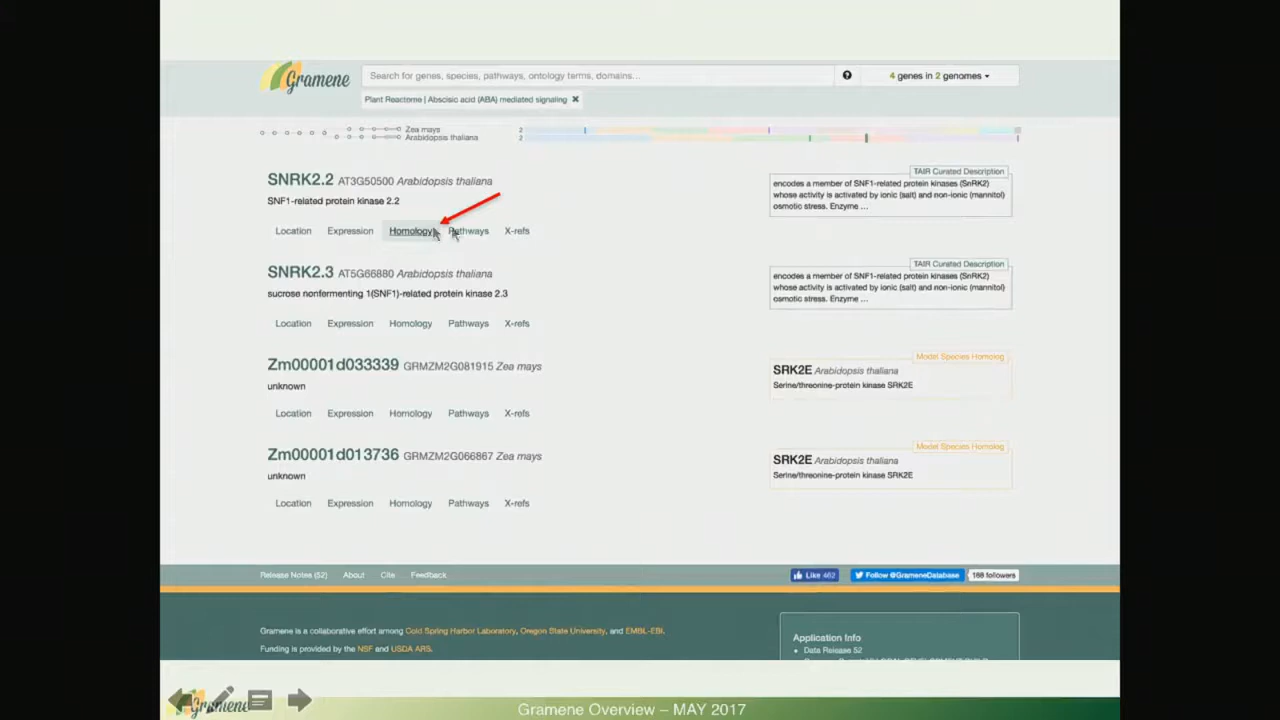 Gramene
Search for genes, species, pathways, ontology terms, domains...
4 genes in 2 genomes
Plant Reactome | Abscisic acid (ABA) mediated signaling ×
Zea mays
2
Arabidopsis thaliana
2
SNRK2.2 AT3G50500 Arabidopsis thaliana
SNF1-related protein kinase 2.2
Location Expression Homology Pathways X-refs
TAIR Curated Description
encodes a member of SNF1-related protein kinases (SnRK2)
whose activity is activated by ionic (salt) and non-ionic (mannitol)
osmotic stress. Enzyme ...
SNRK2.3 AT5G66880 Arabidopsis thaliana
sucrose nonfermenting 1(SNF1)-related protein kinase 2.3
Location Expression Homology Pathways X-refs
TAIR Curated Description
encodes a member of SNF1-related protein kinases (SnRK2)
whose activity is activated by ionic (salt) and non-ionic (mannitol)
osmotic stress. Enzyme ...
Zm00001d033339 GRMZM2G081915 Zea mays
unknown
Location Expression Homology Pathways X-refs
Model Species Homolog
SRK2E Arabidopsis thaliana
Serine/threonine-protein kinase SRK2E
Zm00001d013736 GRMZM2G066867 Zea mays
unknown
Location Expression Homology Pathways X-refs
Model Species Homolog
SRK2E Arabidopsis thaliana
Serine/threonine-protein kinase SRK2E
Release Notes (52) About Cite Feedback
Like 462 Follow @GrameneDatabase 188 followers
Gramene is a collaborative effort among Cold Spring Harbor Laboratory, Oregon State University, and EMBL-EBI.
Funding is provided by the NSF and USDA ARS.
Application Info
Data Release 52
Gramene
Gramene Overview – MAY 2017